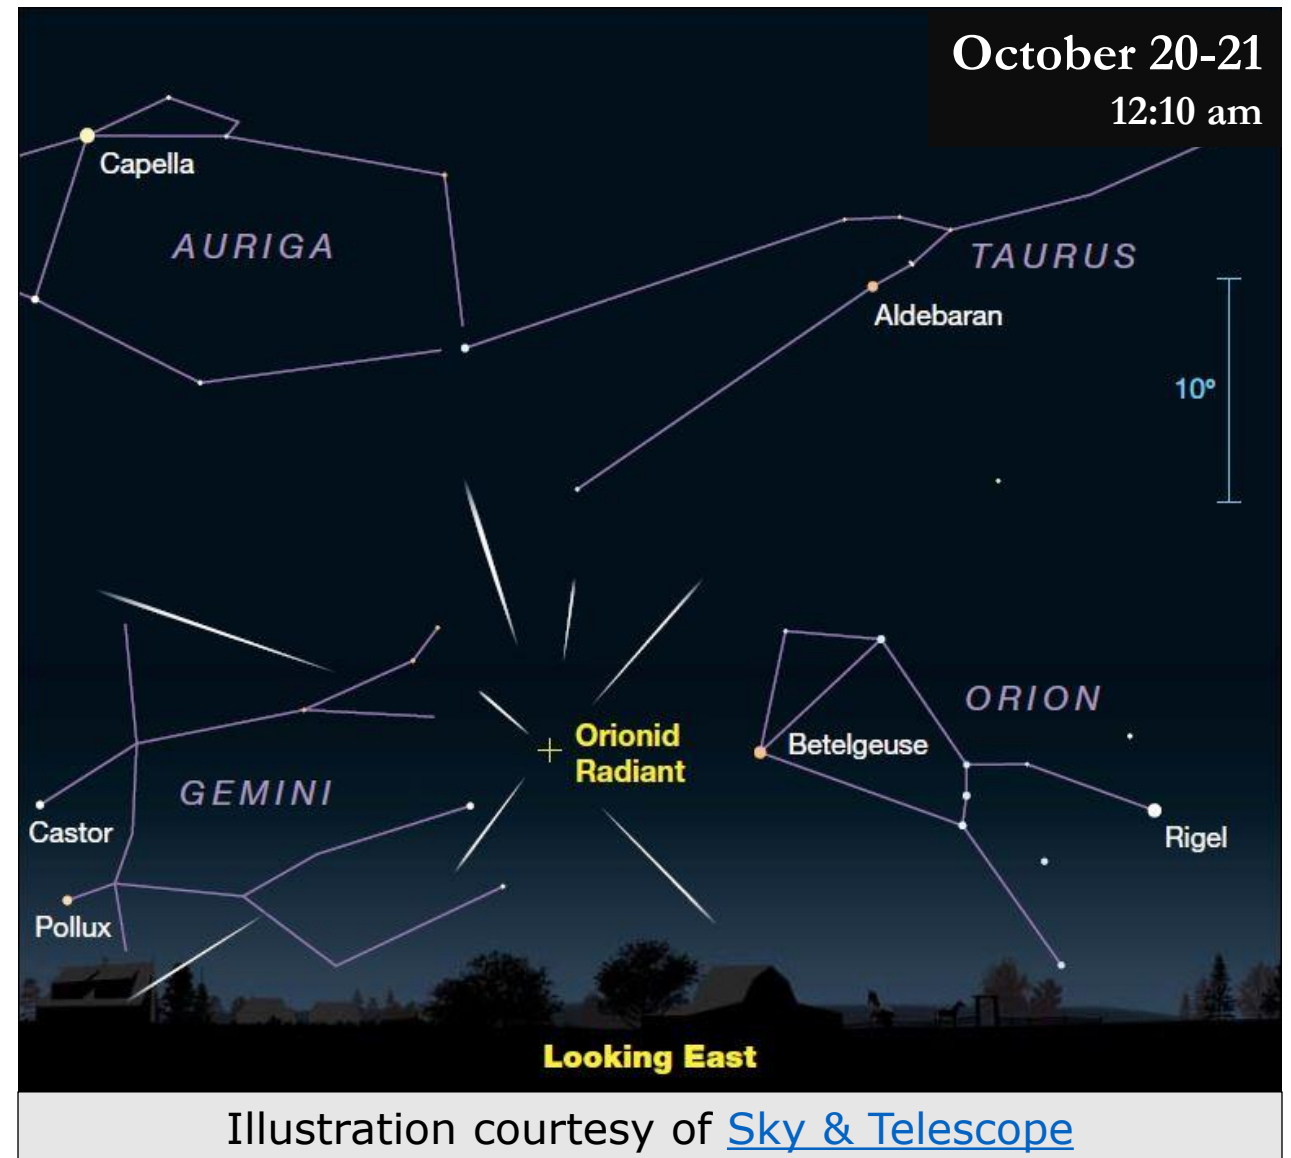 October 20-21
12:10 am
Capella
AURIGA
TAURUS
Aldebaran
10º
ORION
Orionid
Radiant
Betelgeuse
GEMINI
Castor
Rigel
Pollux
Looking East
Illustration courtesy of Sky & Telescope